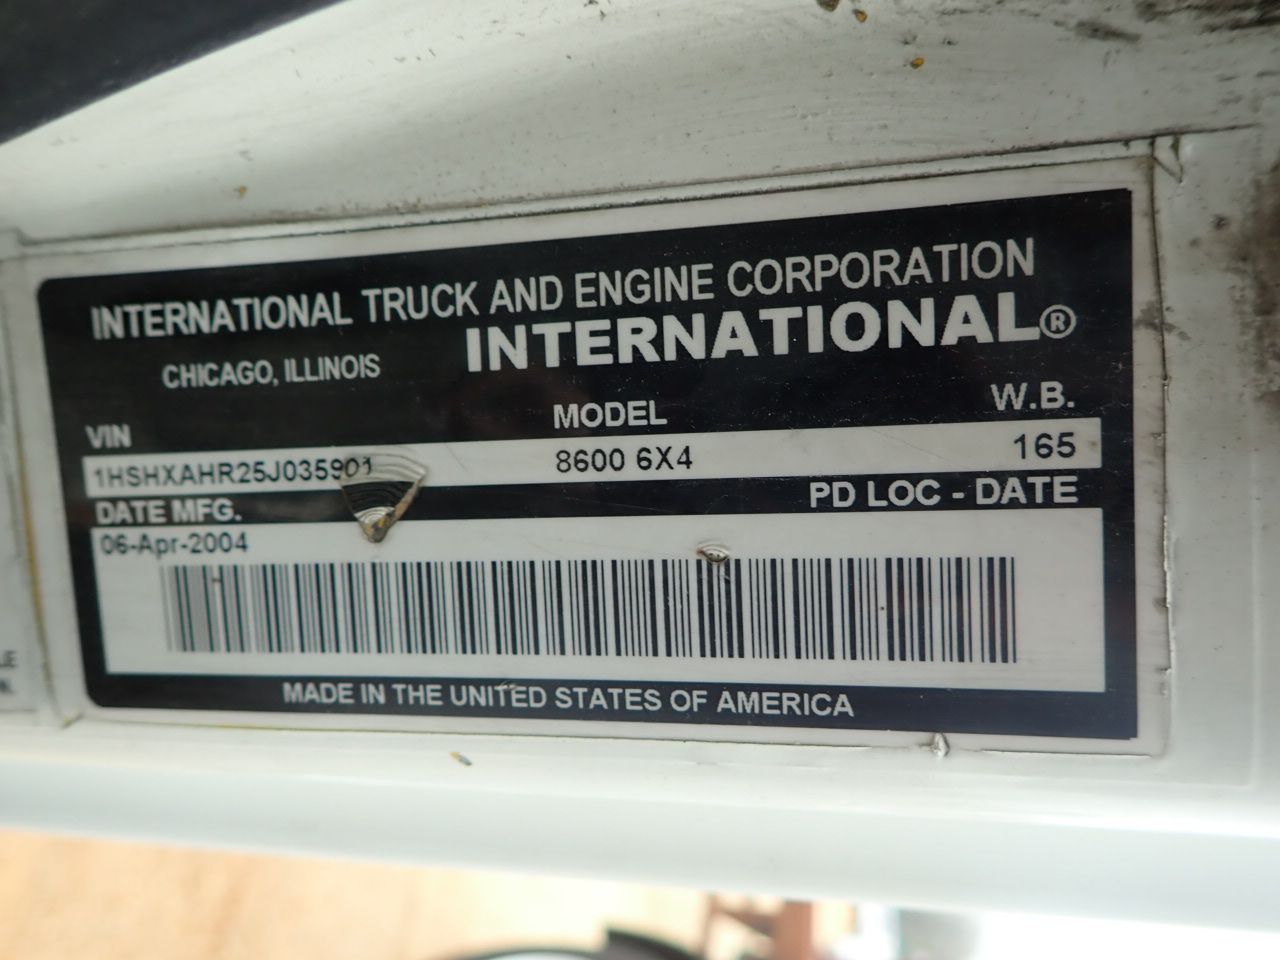 INTERNATIONAL TRUCK AND ENGINE CORPORATION
CHICAGO, ILLINOIS
INTERNATIONAL®
VIN
MODEL
W.B.
1HSHXAHR25J035901
8600 6X4
165
DATE MFG.
PD LOC - DATE
06-Apr-2004
MADE IN THE UNITED STATES OF AMERICA